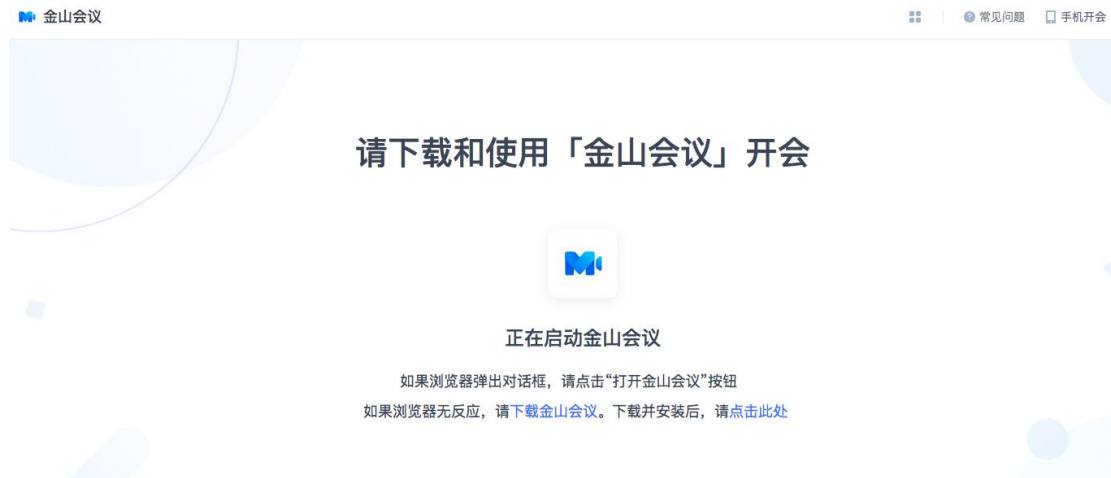 金山会议
常见问题
手机开会
请下载和使用「金山会议」开会
正在启动金山会议
如果浏览器弹出对话框，请点击“打开金山会议”按钮
如果浏览器无反应，请下载金山会议。下载并安装后，请点击此处